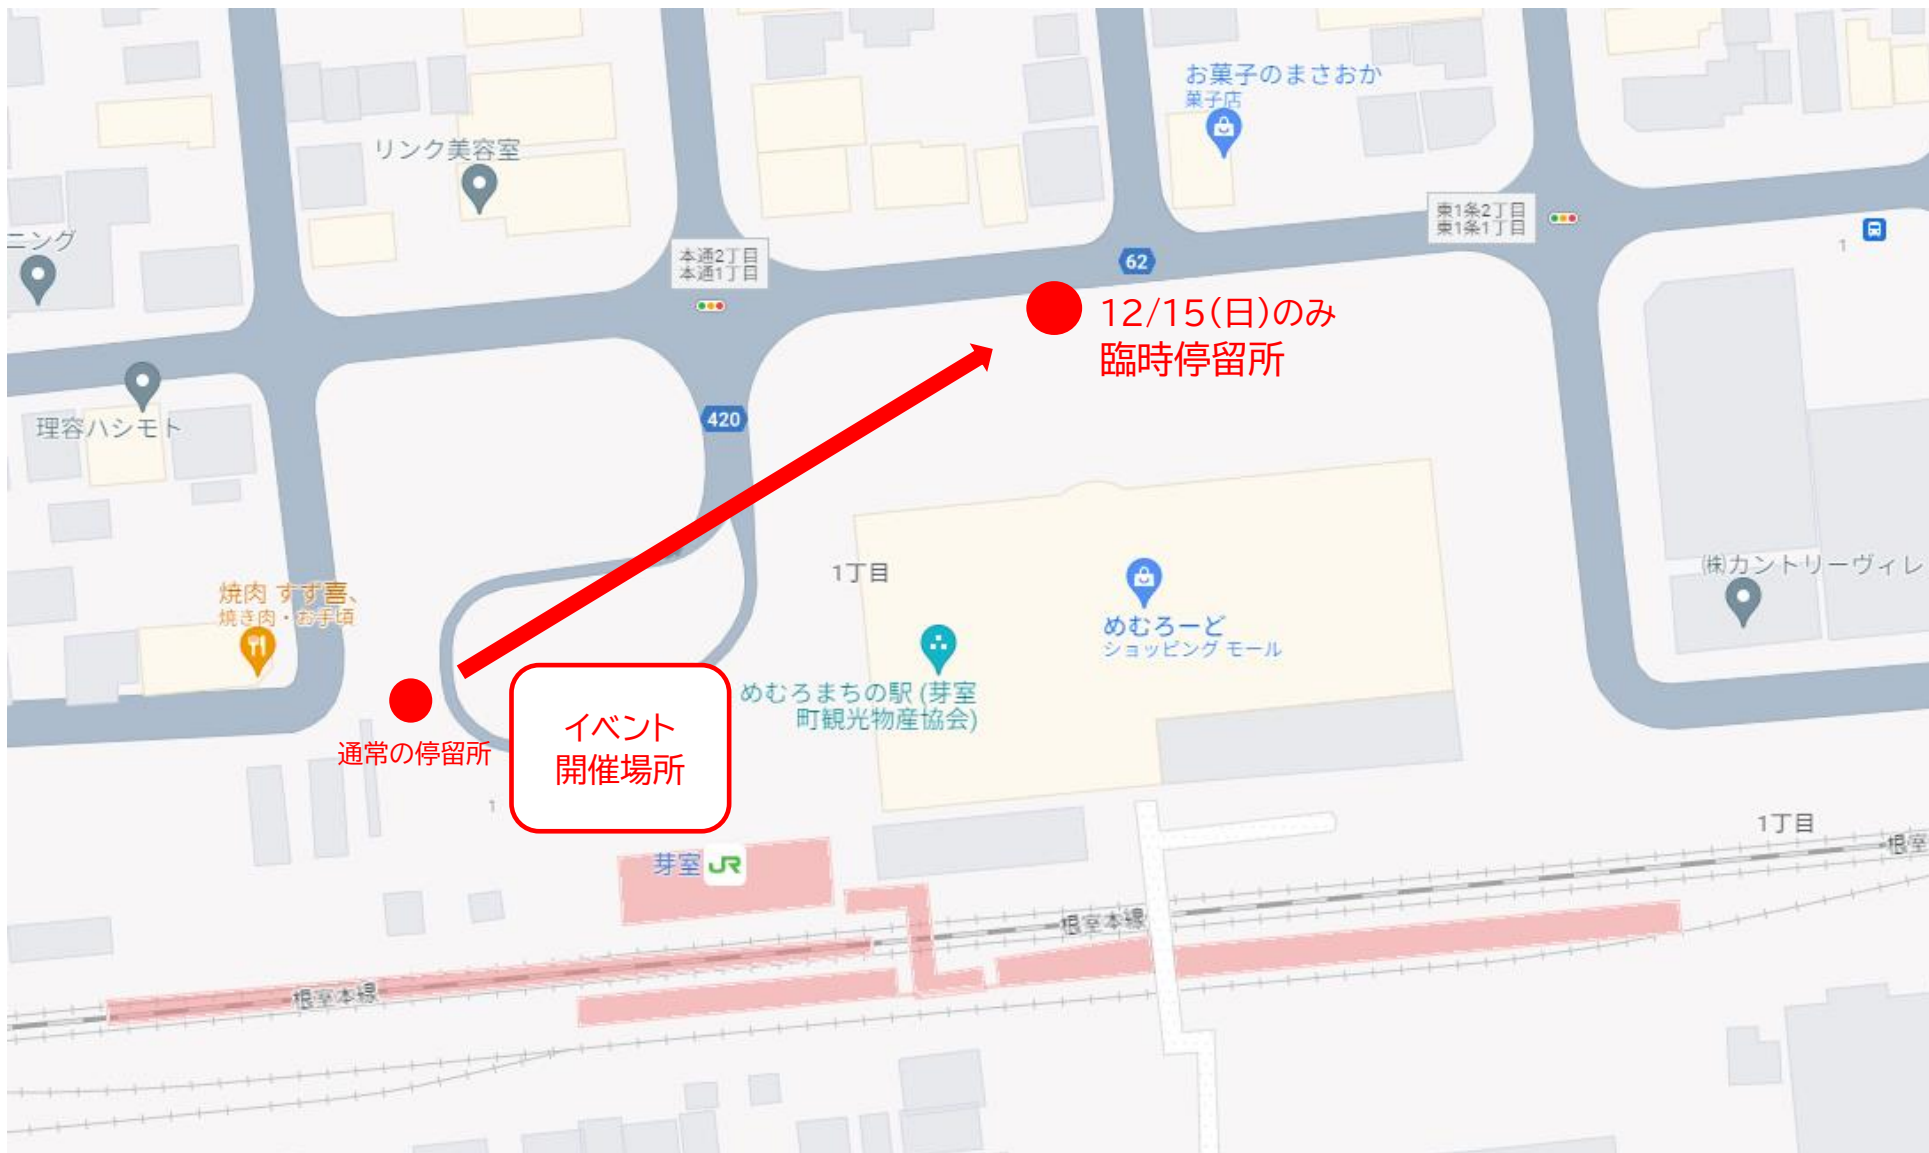 お菓子のまさおか
菓子店
リンク美容室
東1条2丁目
東1条1丁目
1
ニング
本通2丁目
本通1丁目
62
12/15(日)のみ
臨時停留所
理容ハシモト
420
1丁目
(株)カントリーヴィレ
焼肉 すず喜、
焼き肉・お手頃
めむろーど
ショッピング モール
めむろまちの駅 (芽室
町観光物産協会)
通常の停留所
イベント
開催場所
1
1丁目
根室
芽室 JR
根室本線
根室本線